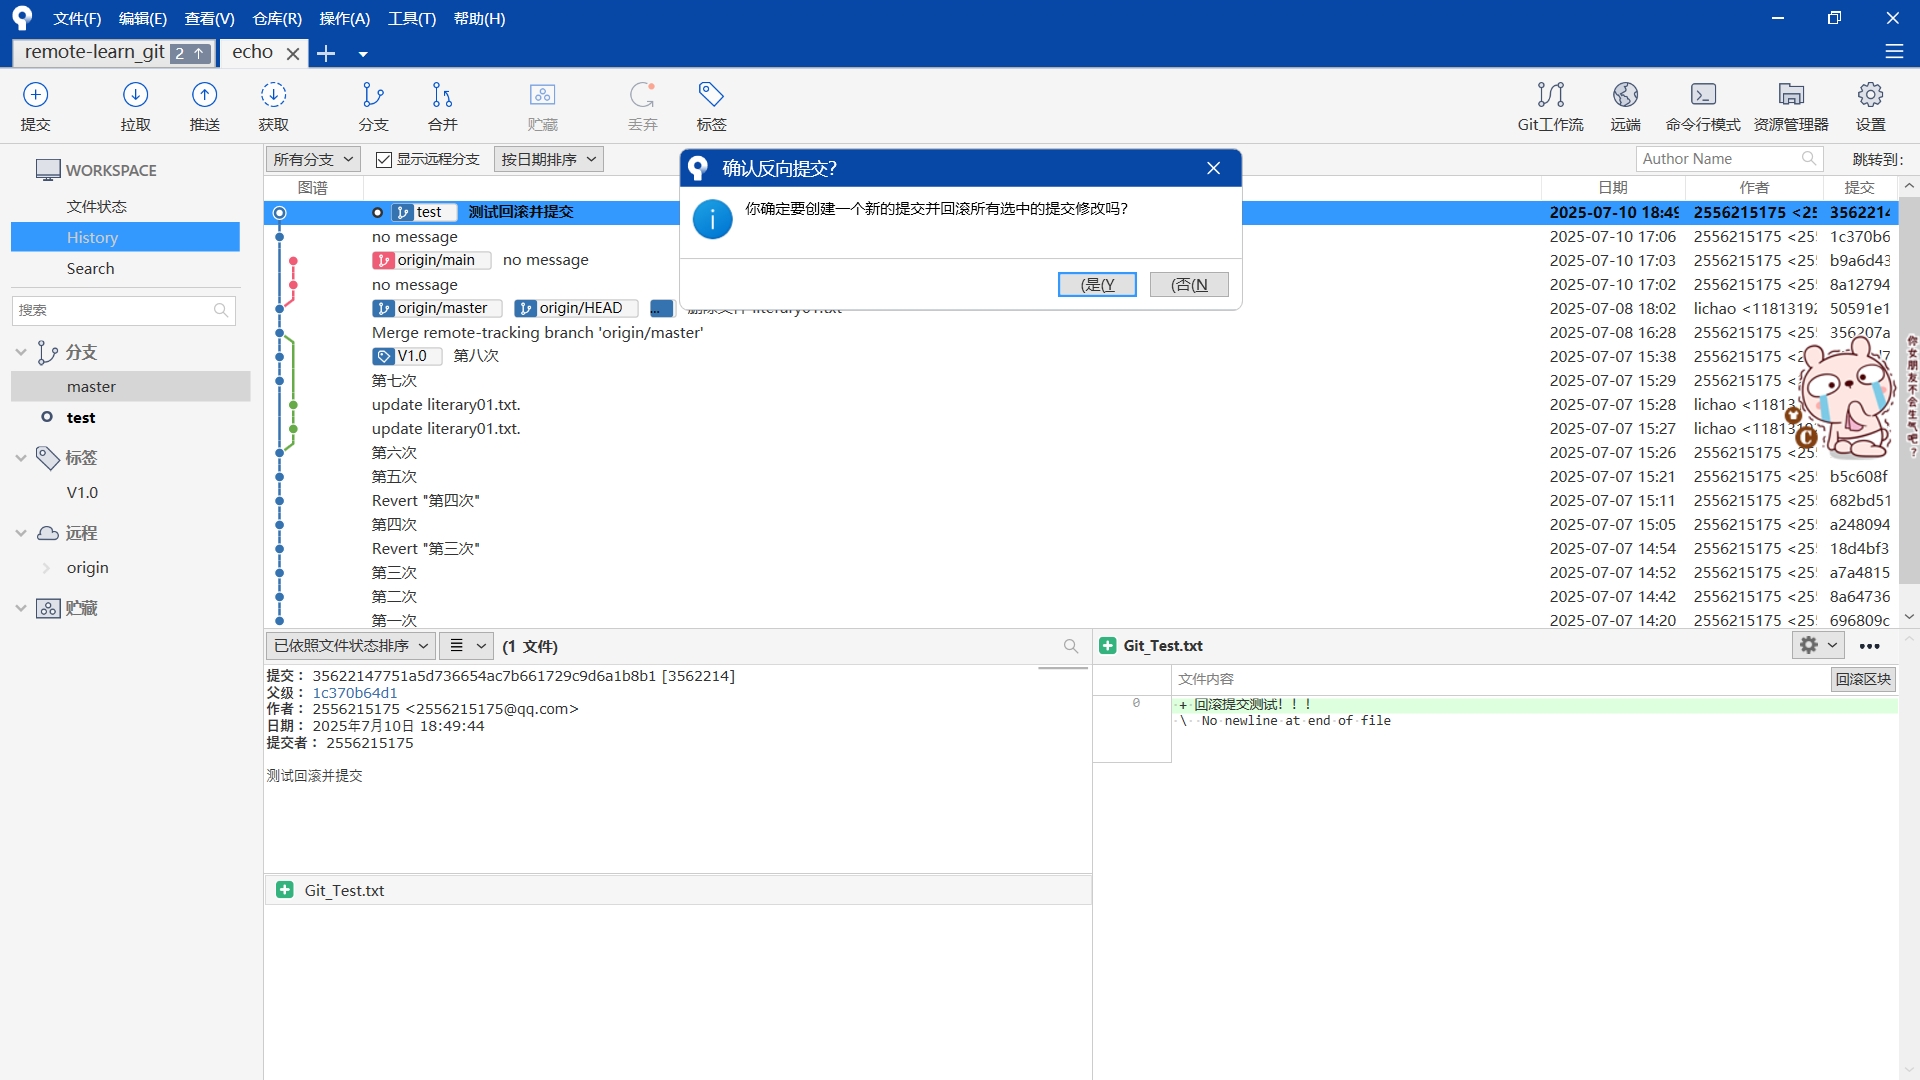 文件(F) 编辑(E) 查看(V) 仓库(R) 操作(A) 工具(T) 帮助(H)
remote-learn_git 2 ↑ echo
提交 拉取 推送 获取 分支 合并 贮藏 丢弃 标签 Git工作流 远端 命令行模式 资源管理器 设置
WORKSPACE
文件状态
History
Search
搜索
分支
master
test
标签
V1.0
远程
origin
贮藏
所有分支 显示远程分支 按日期排序 Author Name 跳转到:
图谱 日期 作者 提交
test 测试回滚并提交 2025-07-10 18:49 2556215175 <25 3562214
no message 2025-07-10 17:06 2556215175 <25 1c370b6
origin/main no message 2025-07-10 17:03 2556215175 <25 b9a6d43
no message 2025-07-10 17:02 2556215175 <25 8a12794
origin/master origin/HEAD ... 2025-07-08 18:02 lichao <1181319 50591e1
Merge remote-tracking branch 'origin/master' 2025-07-08 16:28 2556215175 <25 356207a
V1.0 第八次 2025-07-07 15:38 2556215175 <2
第七次 2025-07-07 15:29 2556215175 <
update literary01.txt. 2025-07-07 15:28 lichao <11813
update literary01.txt. 2025-07-07 15:27 lichao <11813
第六次 2025-07-07 15:26 2556215175 <25
第五次 2025-07-07 15:21 2556215175 <25 b5c608f
Revert "第四次" 2025-07-07 15:11 2556215175 <25 682bd51
第四次 2025-07-07 15:05 2556215175 <25 a248094
Revert "第三次" 2025-07-07 14:54 2556215175 <25 18d4bf3
第三次 2025-07-07 14:52 2556215175 <25 a7a4815
第二次 2025-07-07 14:42 2556215175 <25 8a64736
第一次 2025-07-07 14:20 2556215175 <25 696809c
确认反向提交?
你确定要创建一个新的提交并回滚所有选中的提交修改吗?
(是(Y (否(N
你女朋友不会生气吧?
已依照文件状态排序 (1 文件)
提交: 35622147751a5d736654ac7b661729c9d6a1b8b1 [3562214]
父级: 1c370b64d1
作者: 2556215175 <2556215175@qq.com>
日期: 2025年7月10日 18:49:44
提交者: 2556215175
测试回滚并提交
Git_Test.txt
Git_Test.txt
文件内容 回滚区块
0 + 回滚提交测试！！！
\ No newline at end of file